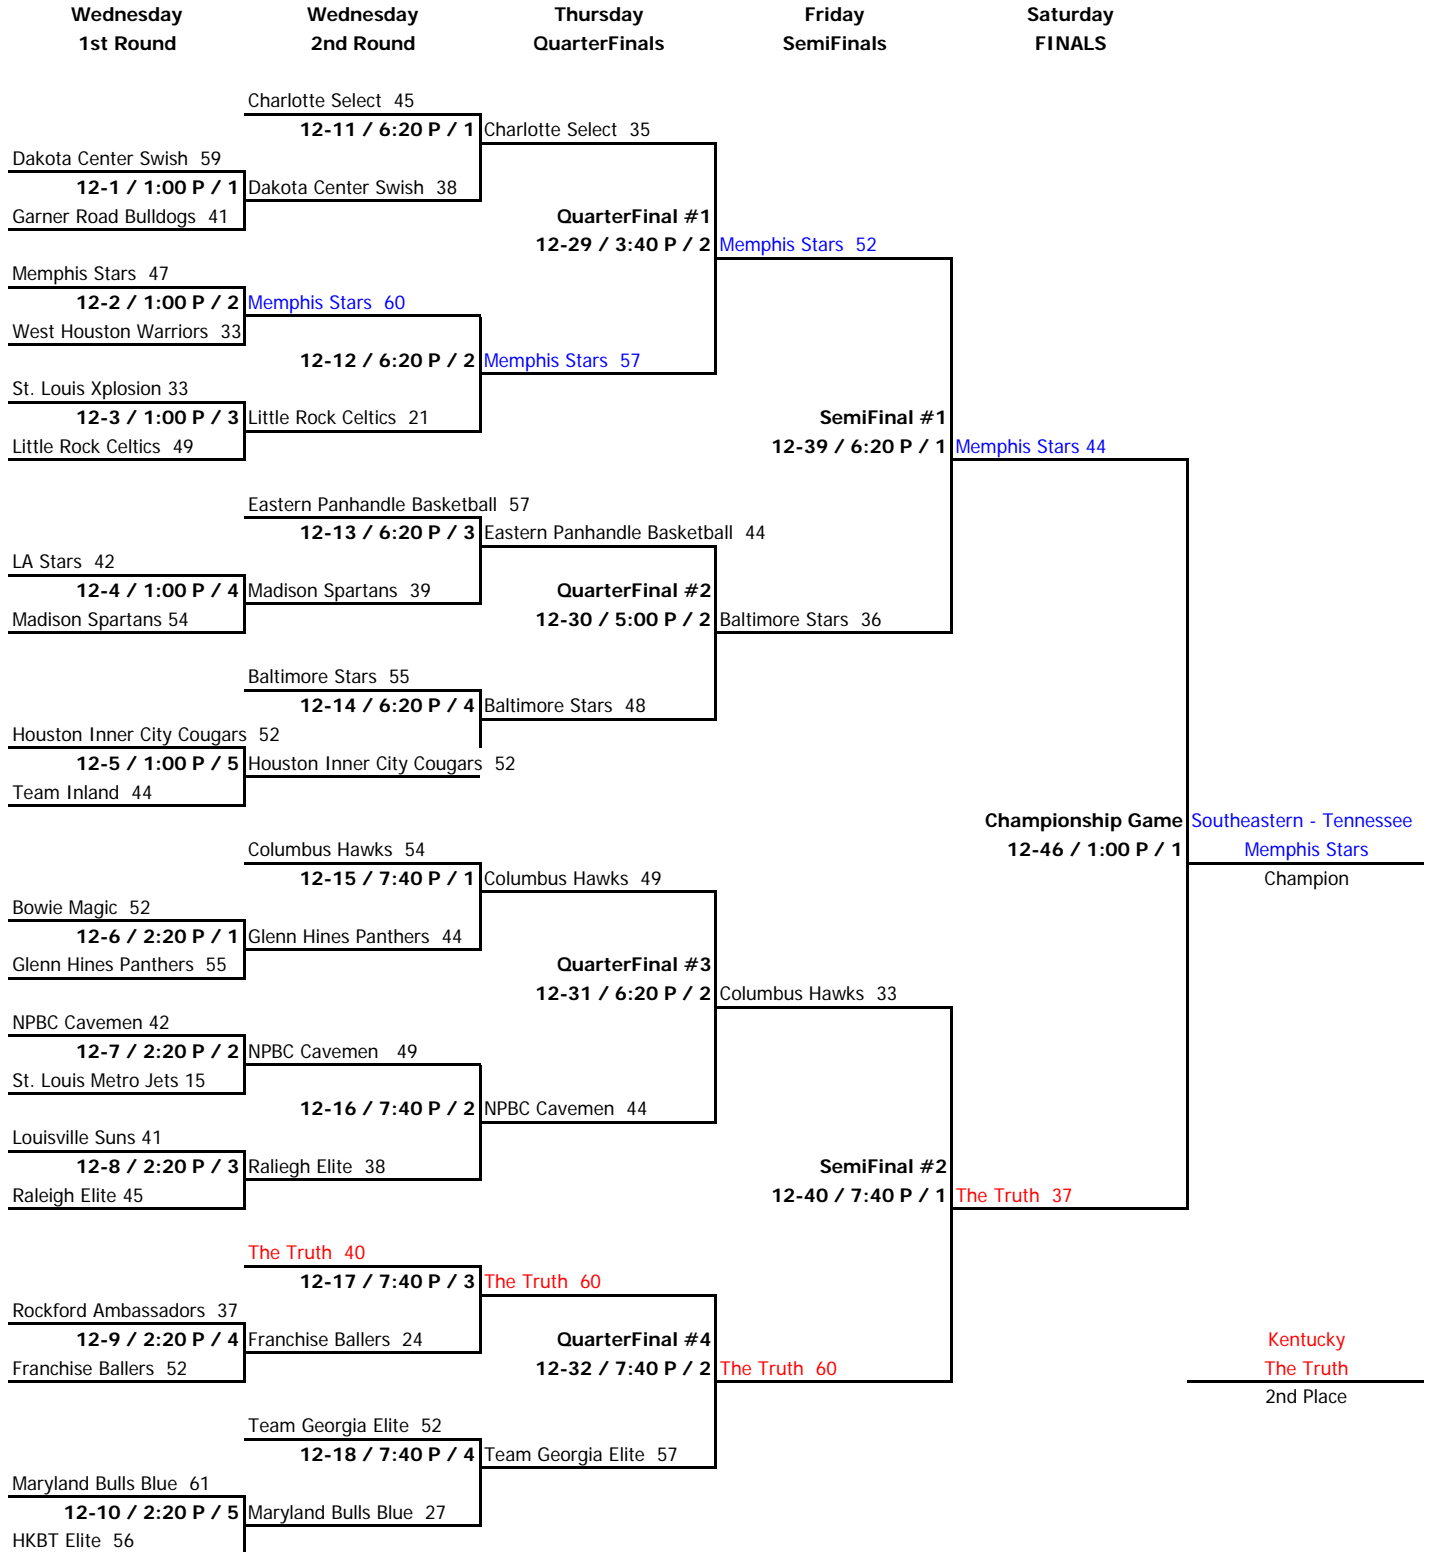 Wednesday Wednesday Thursday Friday Saturday
1st Round 2nd Round QuarterFinals SemiFinals FINALS
Charlotte Select 45
12-11 / 6:20 P / 1 Charlotte Select 35
Dakota Center Swish 59
12-1 / 1:00 P / 1 Dakota Center Swish 38
Garner Road Bulldogs 41 QuarterFinal #1
12-29 / 3:40 P / 2 Memphis Stars 52
Memphis Stars 47
12-2 / 1:00 P / 2 Memphis Stars 60
West Houston Warriors 33
12-12 / 6:20 P / 2 Memphis Stars 57
St. Louis Xplosion 33
12-3 / 1:00 P / 3 Little Rock Celtics 21 SemiFinal #1
Little Rock Celtics 49 12-39 / 6:20 P / 1 Memphis Stars 44
Eastern Panhandle Basketball 57
12-13 / 6:20 P / 3 Eastern Panhandle Basketball 44
LA Stars 42
12-4 / 1:00 P / 4 Madison Spartans 39 QuarterFinal #2
Madison Spartans 54 12-30 / 5:00 P / 2 Baltimore Stars 36
Baltimore Stars 55
12-14 / 6:20 P / 4 Baltimore Stars 48
Houston Inner City Cougars 52
12-5 / 1:00 P / 5 Houston Inner City Cougars 52
Team Inland 44
Championship Game Southeastern - Tennessee
Columbus Hawks 54 12-46 / 1:00 P / 1 Memphis Stars
12-15 / 7:40 P / 1 Columbus Hawks 49 Champion
Bowie Magic 52
12-6 / 2:20 P / 1 Glenn Hines Panthers 44
Glenn Hines Panthers 55 QuarterFinal #3
12-31 / 6:20 P / 2 Columbus Hawks 33
NPBC Cavemen 42
12-7 / 2:20 P / 2 NPBC Cavemen 49
St. Louis Metro Jets 15
12-16 / 7:40 P / 2 NPBC Cavemen 44
Louisville Suns 41
12-8 / 2:20 P / 3 Raliegh Elite 38 SemiFinal #2
Raleigh Elite 45 12-40 / 7:40 P / 1 The Truth 37
The Truth 40
12-17 / 7:40 P / 3 The Truth 60
Rockford Ambassadors 37
12-9 / 2:20 P / 4 Franchise Ballers 24 QuarterFinal #4 Kentucky
Franchise Ballers 52 12-32 / 7:40 P / 2 The Truth 60 The Truth
2nd Place
Team Georgia Elite 52
12-18 / 7:40 P / 4 Team Georgia Elite 57
Maryland Bulls Blue 61
12-10 / 2:20 P / 5 Maryland Bulls Blue 27
HKBT Elite 56